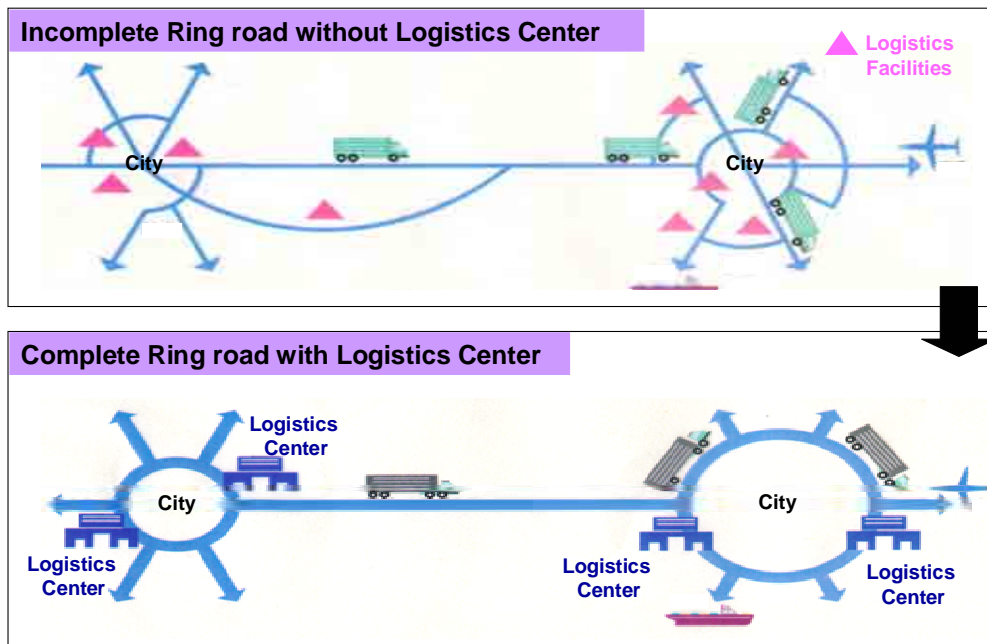 Incomplete Ring road without Logistics Center
Logistics
Facilities
City
City
Complete Ring road with Logistics Center
Logistics
Center
City
City
Logistics
Center
Logistics
Center
Logistics
Center